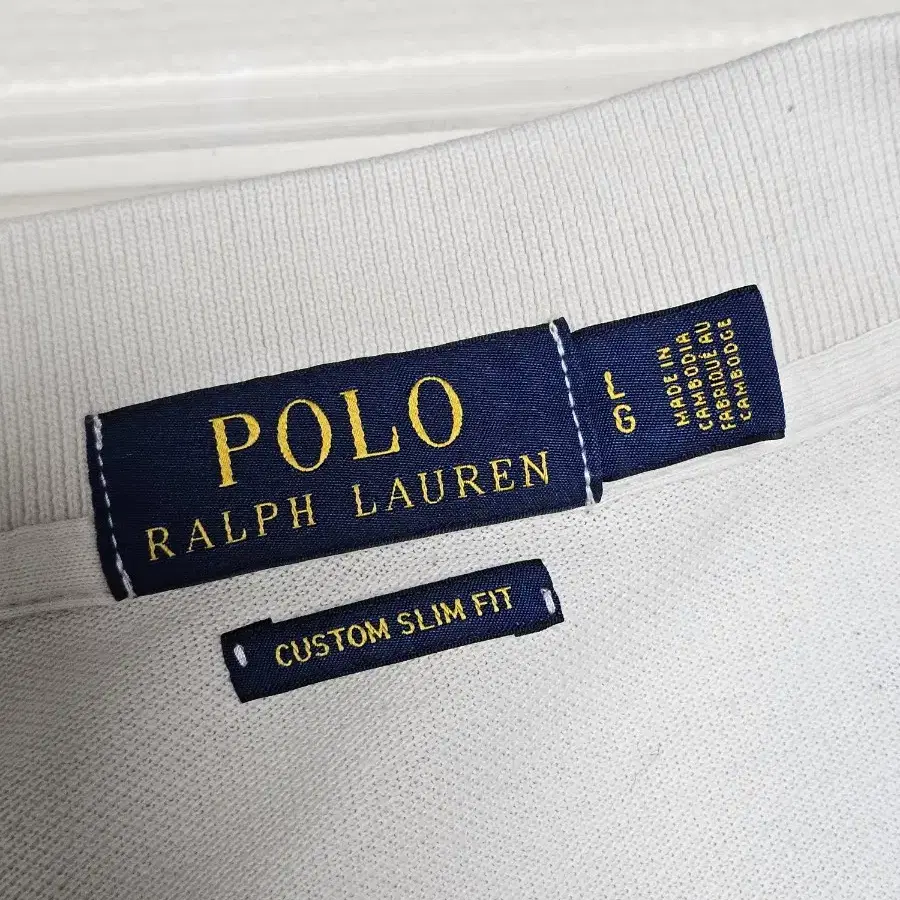 POLO
RALPH LAUREN
L
G
MADE IN
CAMBODIA
FABRIQUÉ AU
CAMBODGE
CUSTOM SLIM FIT